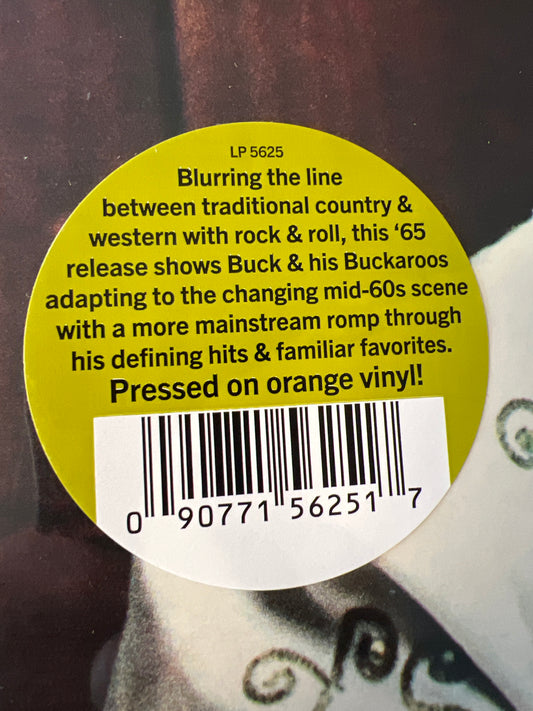 LP 5625
Blurring the line
between traditional country &
western with rock & roll, this ‘65
release shows Buck & his Buckaroos
adapting to the changing mid-60s scene
with a more mainstream romp through
his defining hits & familiar favorites.
Pressed on orange vinyl!
0 90771 56251 7